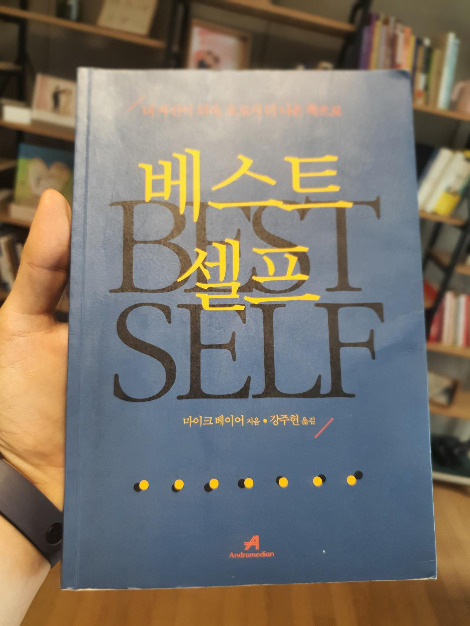 베스트
BEST
셀프
SELF
마이크 베이어 지음 • 강주헌 옮김
A
Andromedian